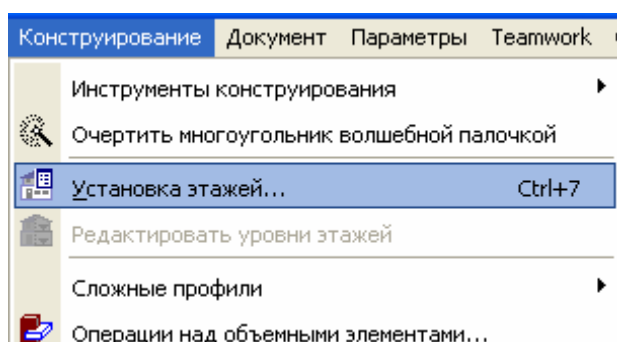 Конструирование Документ Параметры Teamwork
Инструменты конструирования
Очертить многоугольник волшебной палочкой
Установка этажей... Ctrl+7
Редактировать уровни этажей
Сложные профили
Операции над объемными элементами...